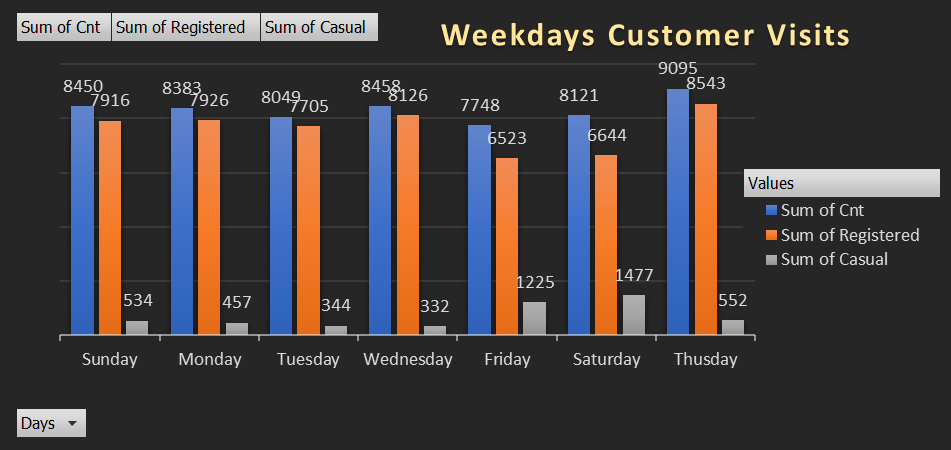 Sum of Cnt Sum of Registered Sum of Casual
Weekdays Customer Visits
8450 7916 534
8383 7926 457
8049 7705 344
8458 8126 332
7748 6523 1225
8121 6644 1477
9095 8543 552
Values
Sum of Cnt
Sum of Registered
Sum of Casual
Sunday Monday Tuesday Wednesday Friday Saturday Thusday
Days